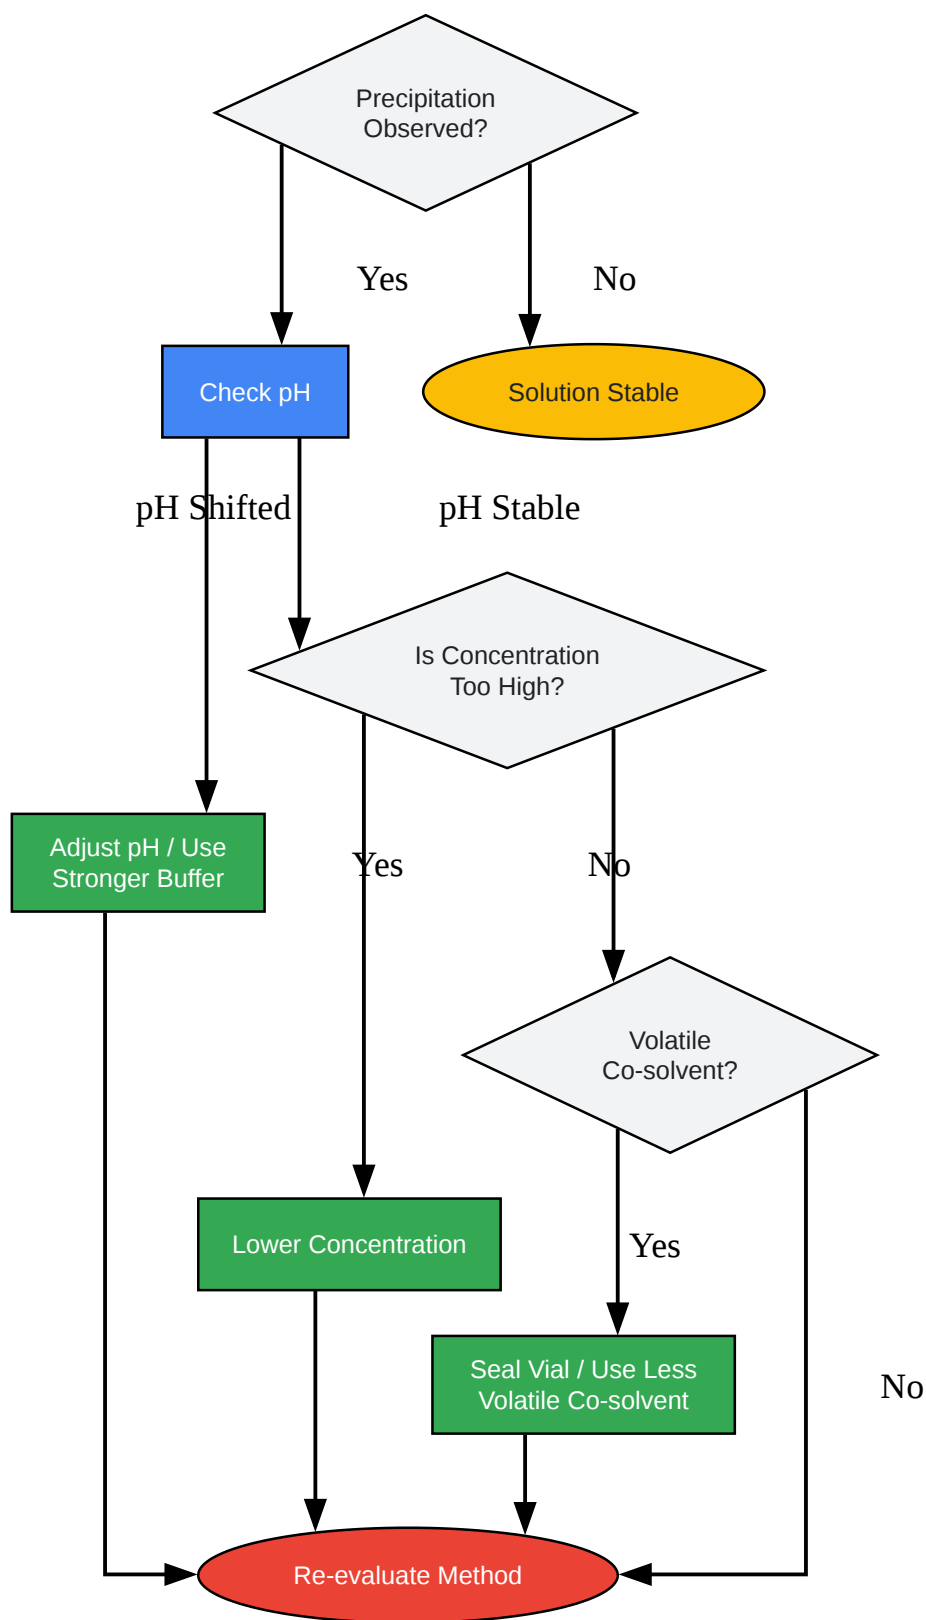 Precipitation
Observed?
Yes
No
Check pH
Solution Stable
pH Shifted
pH Stable
Is Concentration
Too High?
Adjust pH / Use
Stronger Buffer
Yes
No
Volatile
Co-solvent?
Lower Concentration
Yes
Seal Vial / Use Less
Volatile Co-solvent
No
Re-evaluate Method